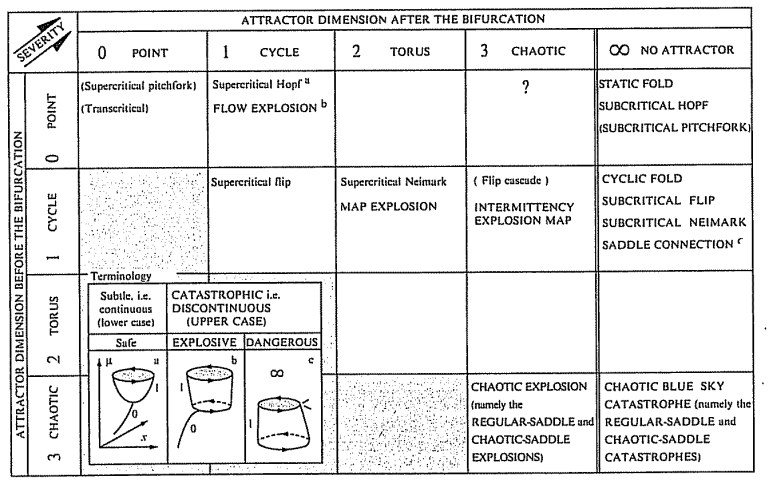 ATTRACTOR DIMENSION AFTER THE BIFURCATION
SEVERITY
0 POINT
1 CYCLE
2 TORUS
3 CHAOTIC
∞ NO ATTRACTOR
ATTRACTOR DIMENSION BEFORE THE BIFURCATION
0 POINT
(Supercritical pitchfork)
(Transcritical)
Supercritical Hopf a
FLOW EXPLOSION b
?
STATIC FOLD
SUBCRITICAL HOPF
(SUBCRITICAL PITCHFORK)
1 CYCLE
Supercritical flip
Supercritical Neimark
MAP EXPLOSION
( Flip cascade )
INTERMITTENCY
EXPLOSION MAP
CYCLIC FOLD
SUBCRITICAL FLIP
SUBCRITICAL NEIMARK
SADDLE CONNECTION c
2 TORUS
Terminology
Subtle, i.e.
continuous
(lower case)
CATASTROPHIC i.e.
DISCONTINUOUS
(UPPER CASE)
Safe
EXPLOSIVE
DANGEROUS
μ
a
1
0
x
b
1
0
c
∞
1
3 CHAOTIC
CHAOTIC EXPLOSION
(namely the
REGULAR-SADDLE and
CHAOTIC-SADDLE
EXPLOSIONS)
CHAOTIC BLUE SKY
CATASTROPHE (namely the
REGULAR-SADDLE and
CHAOTIC-SADDLE
CATASTROPHES)